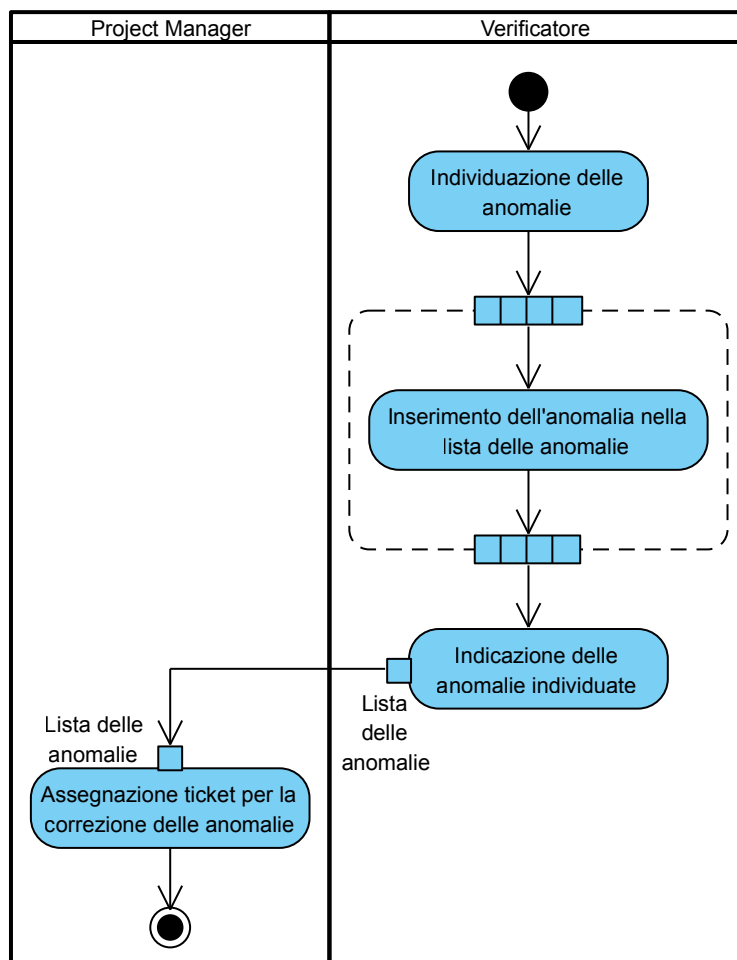 Project Manager
Verificatore
Individuazione delle
anomalie
Inserimento dell'anomalia nella
lista delle anomalie
Indicazione delle
anomalie individuate
Lista
delle
anomalie
Lista delle
anomalie
Assegnazione ticket per la
correzione delle anomalie